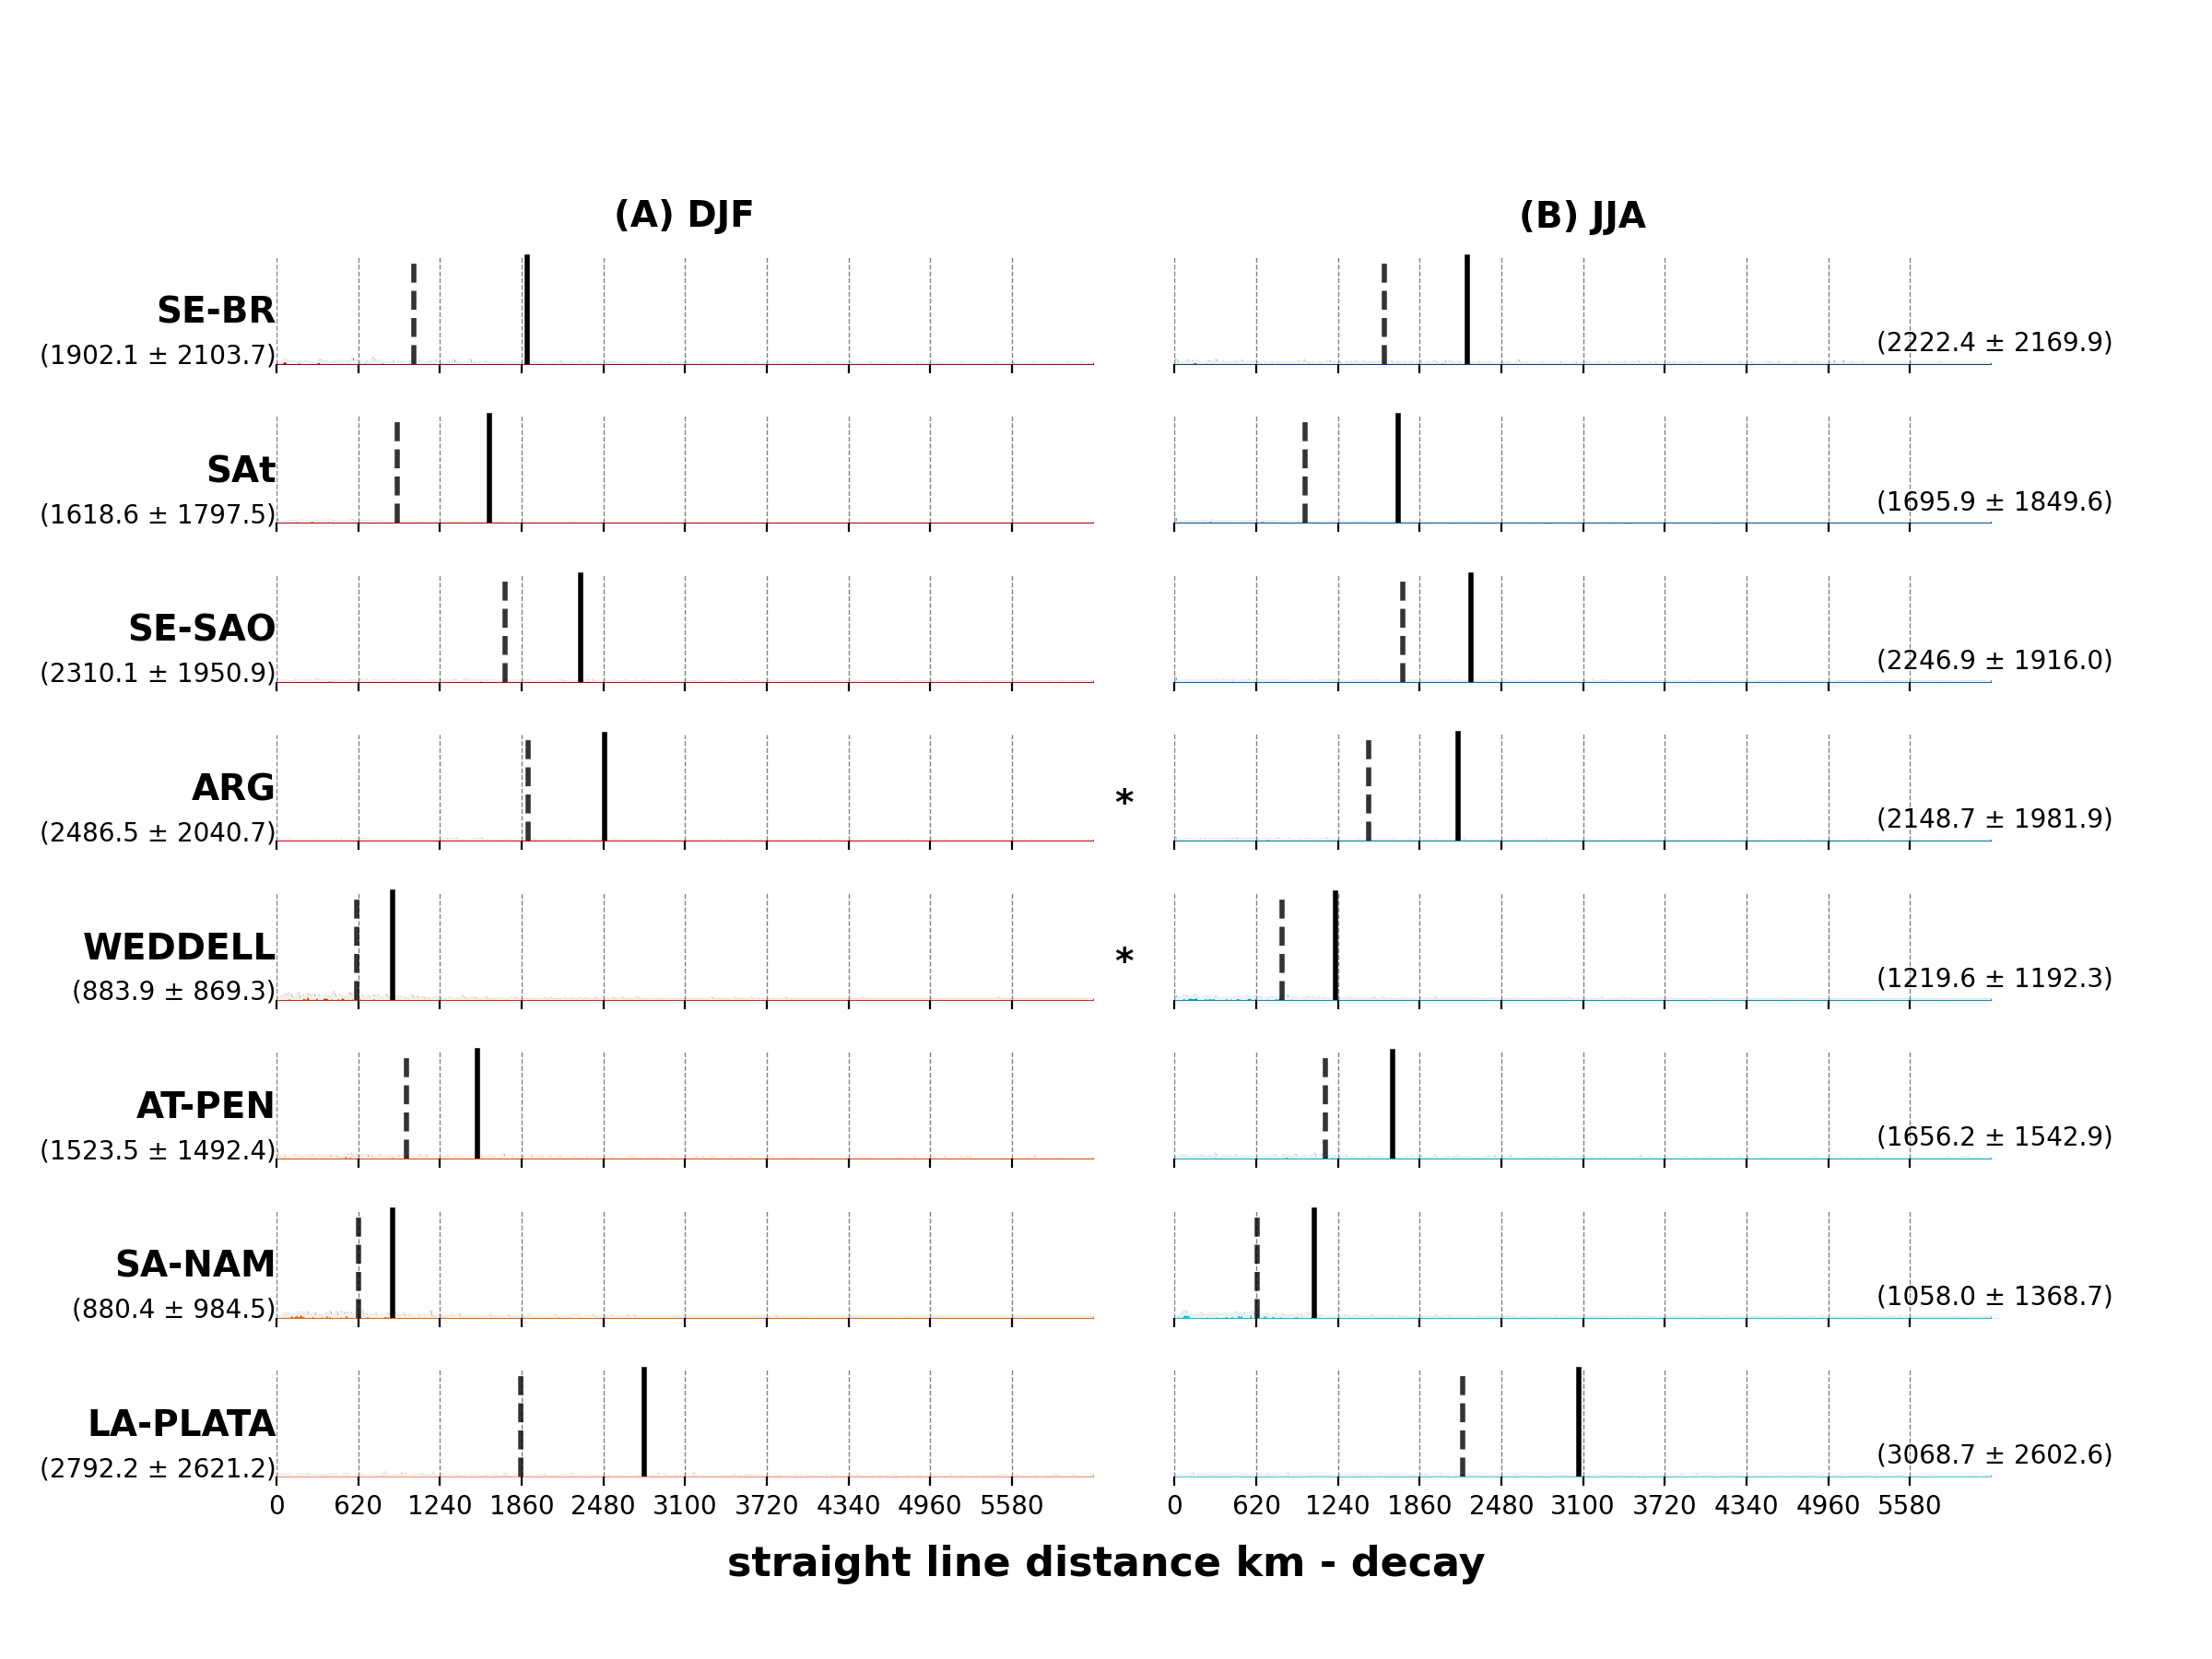 (A) DJF
(B) JJA
SE-BR
(1902.1 ± 2103.7)
(2222.4 ± 2169.9)
SAt
(1618.6 ± 1797.5)
(1695.9 ± 1849.6)
SE-SAO
(2310.1 ± 1950.9)
(2246.9 ± 1916.0)
ARG
(2486.5 ± 2040.7)
*
(2148.7 ± 1981.9)
WEDDELL
(883.9 ± 869.3)
*
(1219.6 ± 1192.3)
AT-PEN
(1523.5 ± 1492.4)
(1656.2 ± 1542.9)
SA-NAM
(880.4 ± 984.5)
(1058.0 ± 1368.7)
LA-PLATA
(2792.2 ± 2621.2)
(3068.7 ± 2602.6)
0 620 1240 1860 2480 3100 3720 4340 4960 5580
0 620 1240 1860 2480 3100 3720 4340 4960 5580
straight line distance km - decay